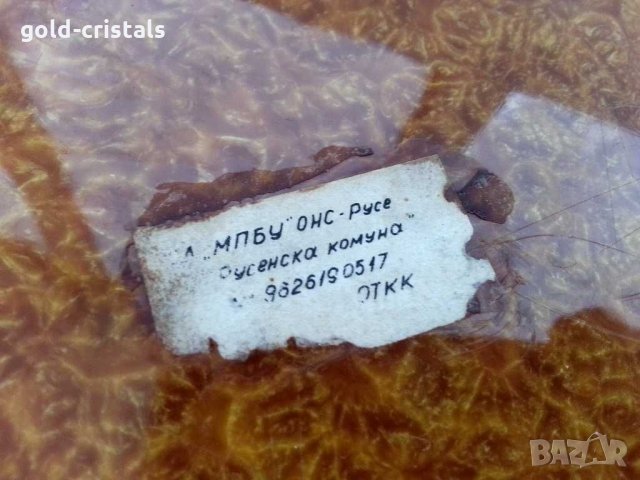 gold-cristals
„МПБУ" ОНС-Русе
Русенска комуна"
9626190517
ОТКК
BAZAR